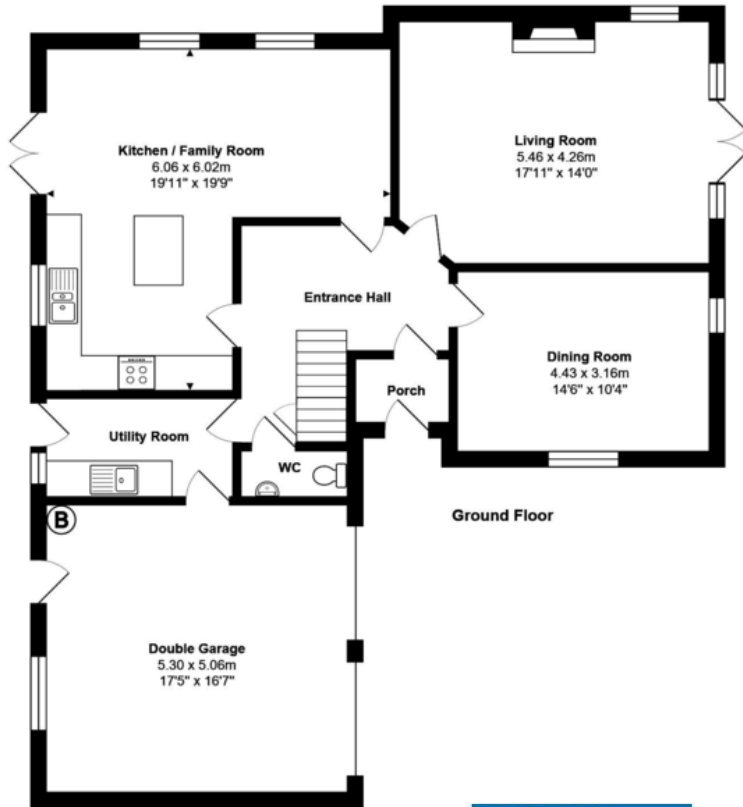 Kitchen / Family Room
6.06 x 6.02m
19'11" x 19'9"
Living Room
5.46 x 4.26m
17'11" x 14'0"
Entrance Hall
Dining Room
4.43 x 3.16m
14'6" x 10'4"
Porch
Utility Room
WC
B
Ground Floor
Double Garage
5.30 x 5.06m
17'5" x 16'7"